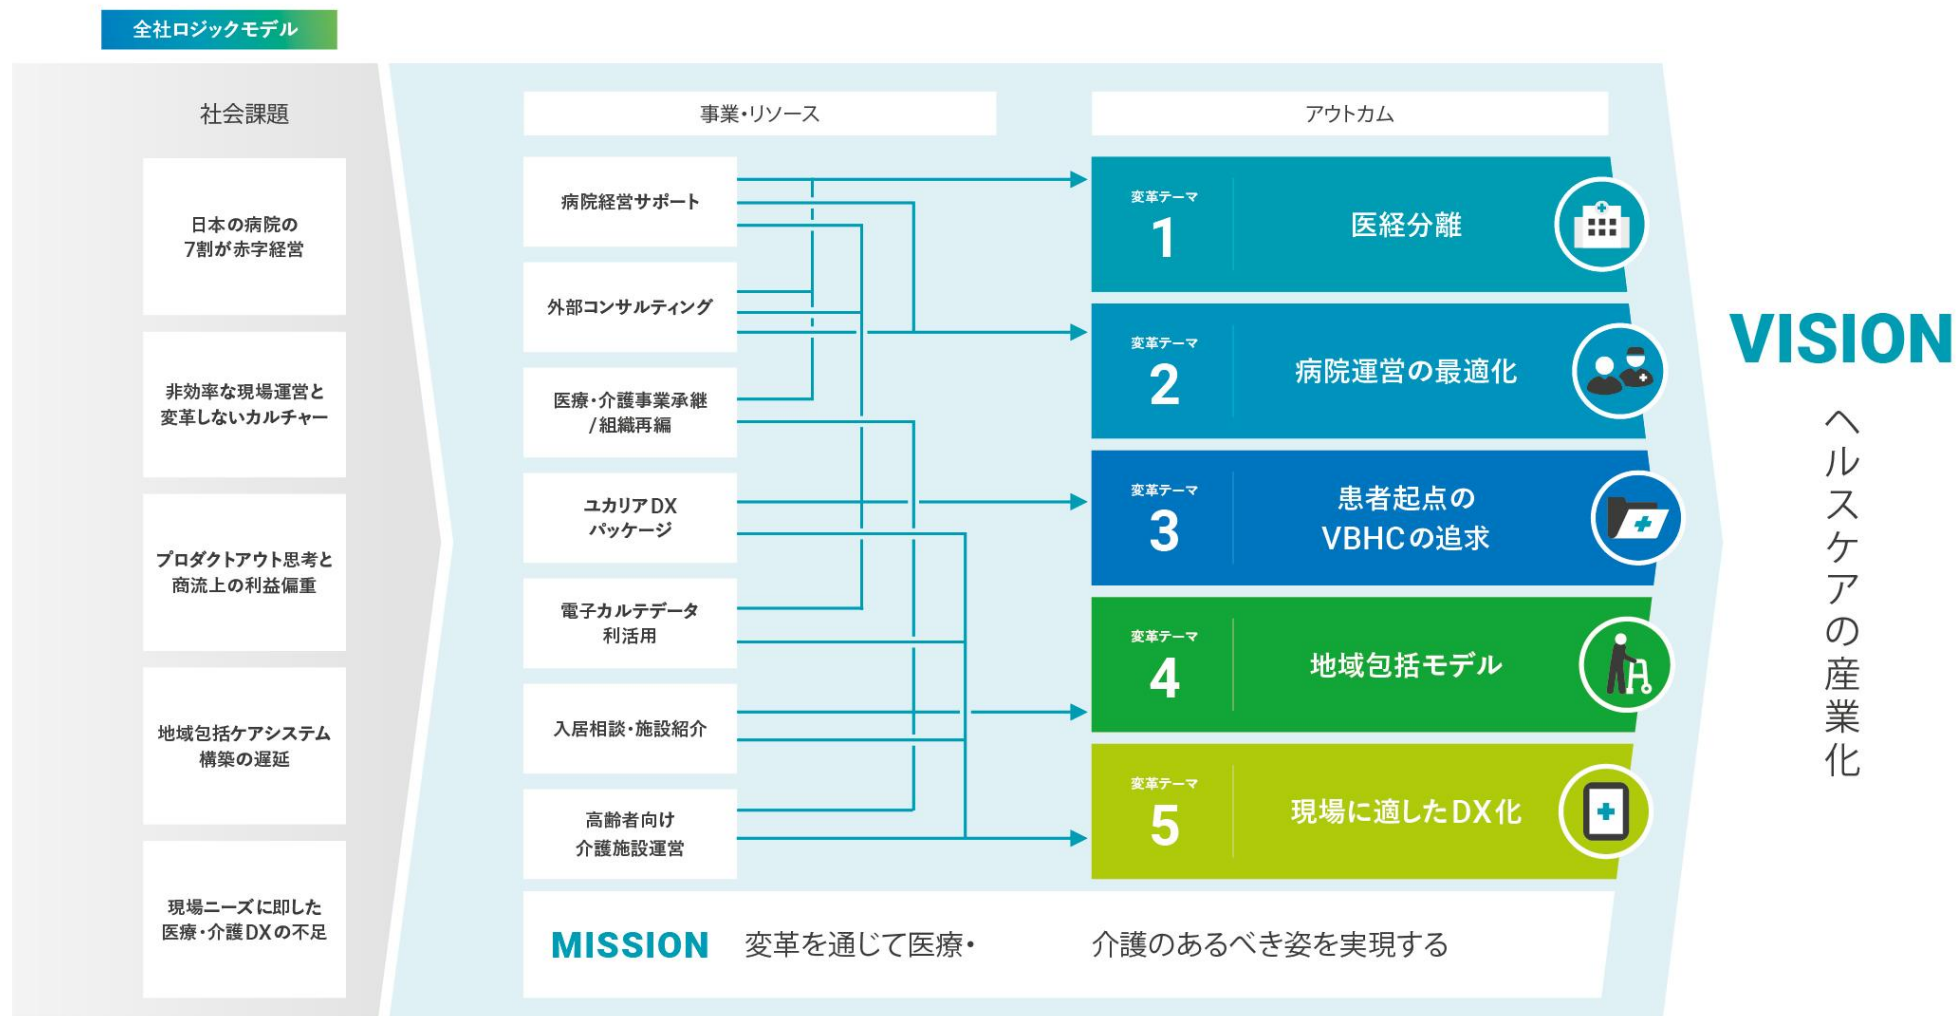 全社ロジックモデル
社会課題
日本の病院の
7割が赤字経営
非効率な現場運営と
変革しないカルチャー
プロダクトアウト思考と
商流上の利益偏重
地域包括ケアシステム
構築の遅延
現場ニーズに即した
医療・介護DXの不足
事業・リソース
病院経営サポート
外部コンサルティング
医療・介護事業承継
/組織再編
ユカリアDX
パッケージ
電子カルテデータ
利活用
入居相談・施設紹介
高齢者向け
介護施設運営
アウトカム
変革テーマ
1
医経分離
変革テーマ
2
病院運営の最適化
変革テーマ
3
患者起点の
VBHCの追求
変革テーマ
4
地域包括モデル
変革テーマ
5
現場に適したDX化
MISSION 変革を通じて医療・介護のあるべき姿を実現する
VISION
ヘルスケアの産業化